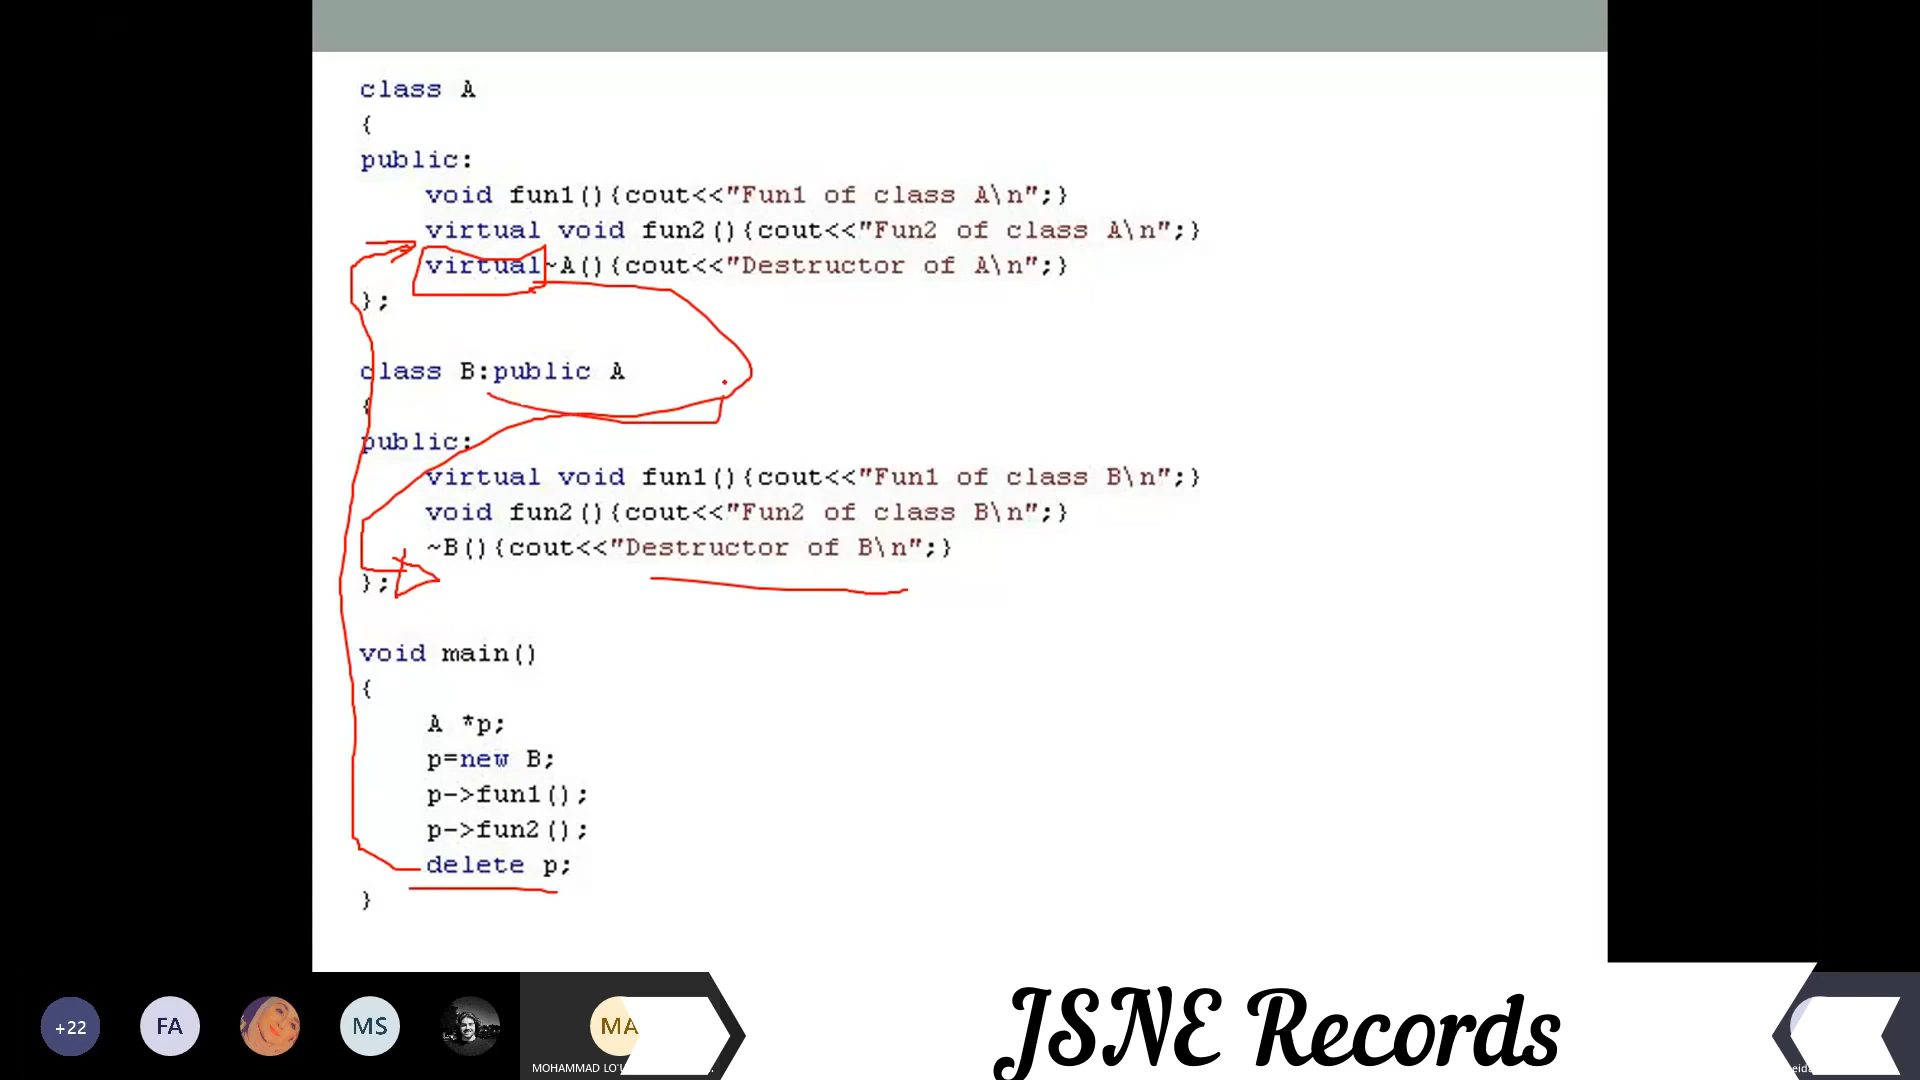 class A
{
public:
void fun1(){cout<<"Fun1 of class A\n";}
virtual void fun2(){cout<<"Fun2 of class A\n";}
virtual~A(){cout<<"Destructor of A\n";}
};
class B:public A
{
public:
virtual void fun1(){cout<<"Fun1 of class B\n";}
void fun2(){cout<<"Fun2 of class B\n";}
~B(){cout<<"Destructor of B\n";}
};
void main()
{
A *p;
p=new B;
p->fun1();
p->fun2();
delete p;
}
+22
FA
MS
MA
MOHAMMAD
JSNE Records